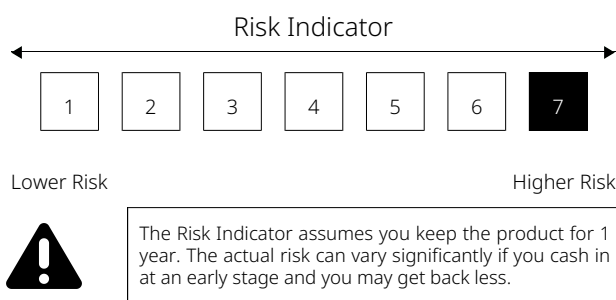 Risk Indicator
1 2 3 4 5 6 7
Lower Risk Higher Risk
The Risk Indicator assumes you keep the product for 1
year. The actual risk can vary significantly if you cash in
at an early stage and you may get back less.